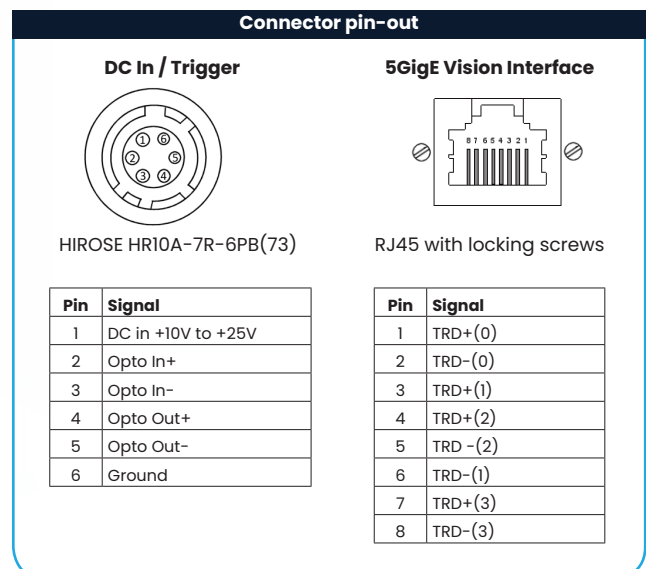 Connector pin-out
DC In / Trigger
1 6
2 5
3 4
HIROSE HR10A-7R-6PB(73)
Pin Signal
1 DC in +10V to +25V
2 Opto In+
3 Opto In-
4 Opto Out+
5 Opto Out-
6 Ground
5GigE Vision Interface
8 7 6 5 4 3 2 1
RJ45 with locking screws
Pin Signal
1 TRD+(0)
2 TRD-(0)
3 TRD+(1)
4 TRD+(2)
5 TRD -(2)
6 TRD-(1)
7 TRD+(3)
8 TRD-(3)